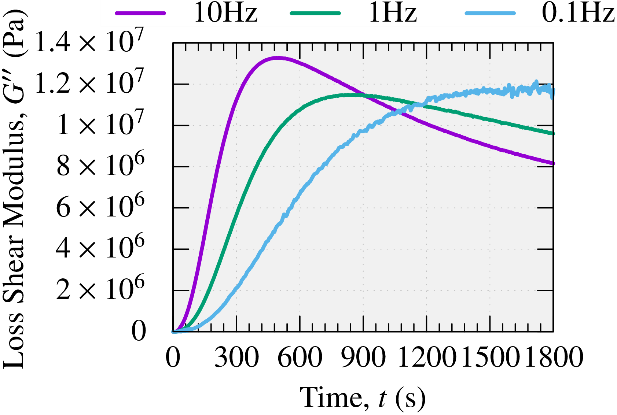 10Hz 1Hz 0.1Hz
Loss Shear Modulus, G″ (Pa)
1.4 × 10⁷
1.2 × 10⁷
1 × 10⁷
8 × 10⁶
6 × 10⁶
4 × 10⁶
2 × 10⁶
0
0 300 600 900 1200 1500 1800
Time, t (s)